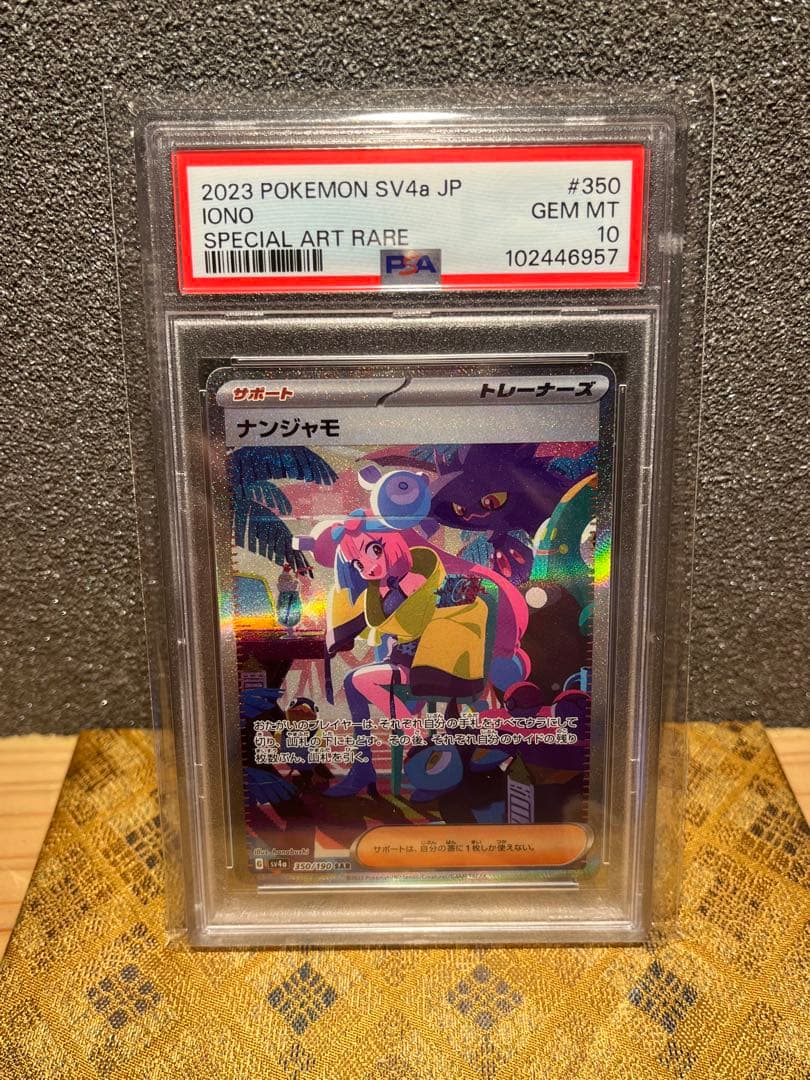 2023 POKEMON SV4a JP #350
IONO GEM MT
SPECIAL ART RARE 10
PSA 102446957
サポート トレーナーズ
ナンジャモ
おたがいのプレイヤーは、それぞれ自分の手札をすべてウラにして
切り、山札の下にもどす。その後、それぞれ自分のサイドの残り
枚数ぶん、山札を引く。
サポートは、自分の番に1枚しか使えない。
illus. hanabushi
G sv4a 350/190 SAR